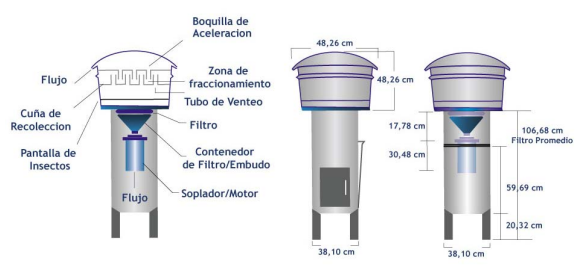 Boquilla de
Aceleracion
Flujo
Zona de
fraccionamiento
Cuña de
Recoleccion
Tubo de Venteo
Filtro
Pantalla de
Insectos
Contenedor
de Filtro/Embudo
Flujo
Soplador/Motor
48,26 cm
48,26 cm
38,10 cm
17,78 cm
30,48 cm
106,68 cm
Filtro Promedio
59,69 cm
20,32 cm
38,10 cm